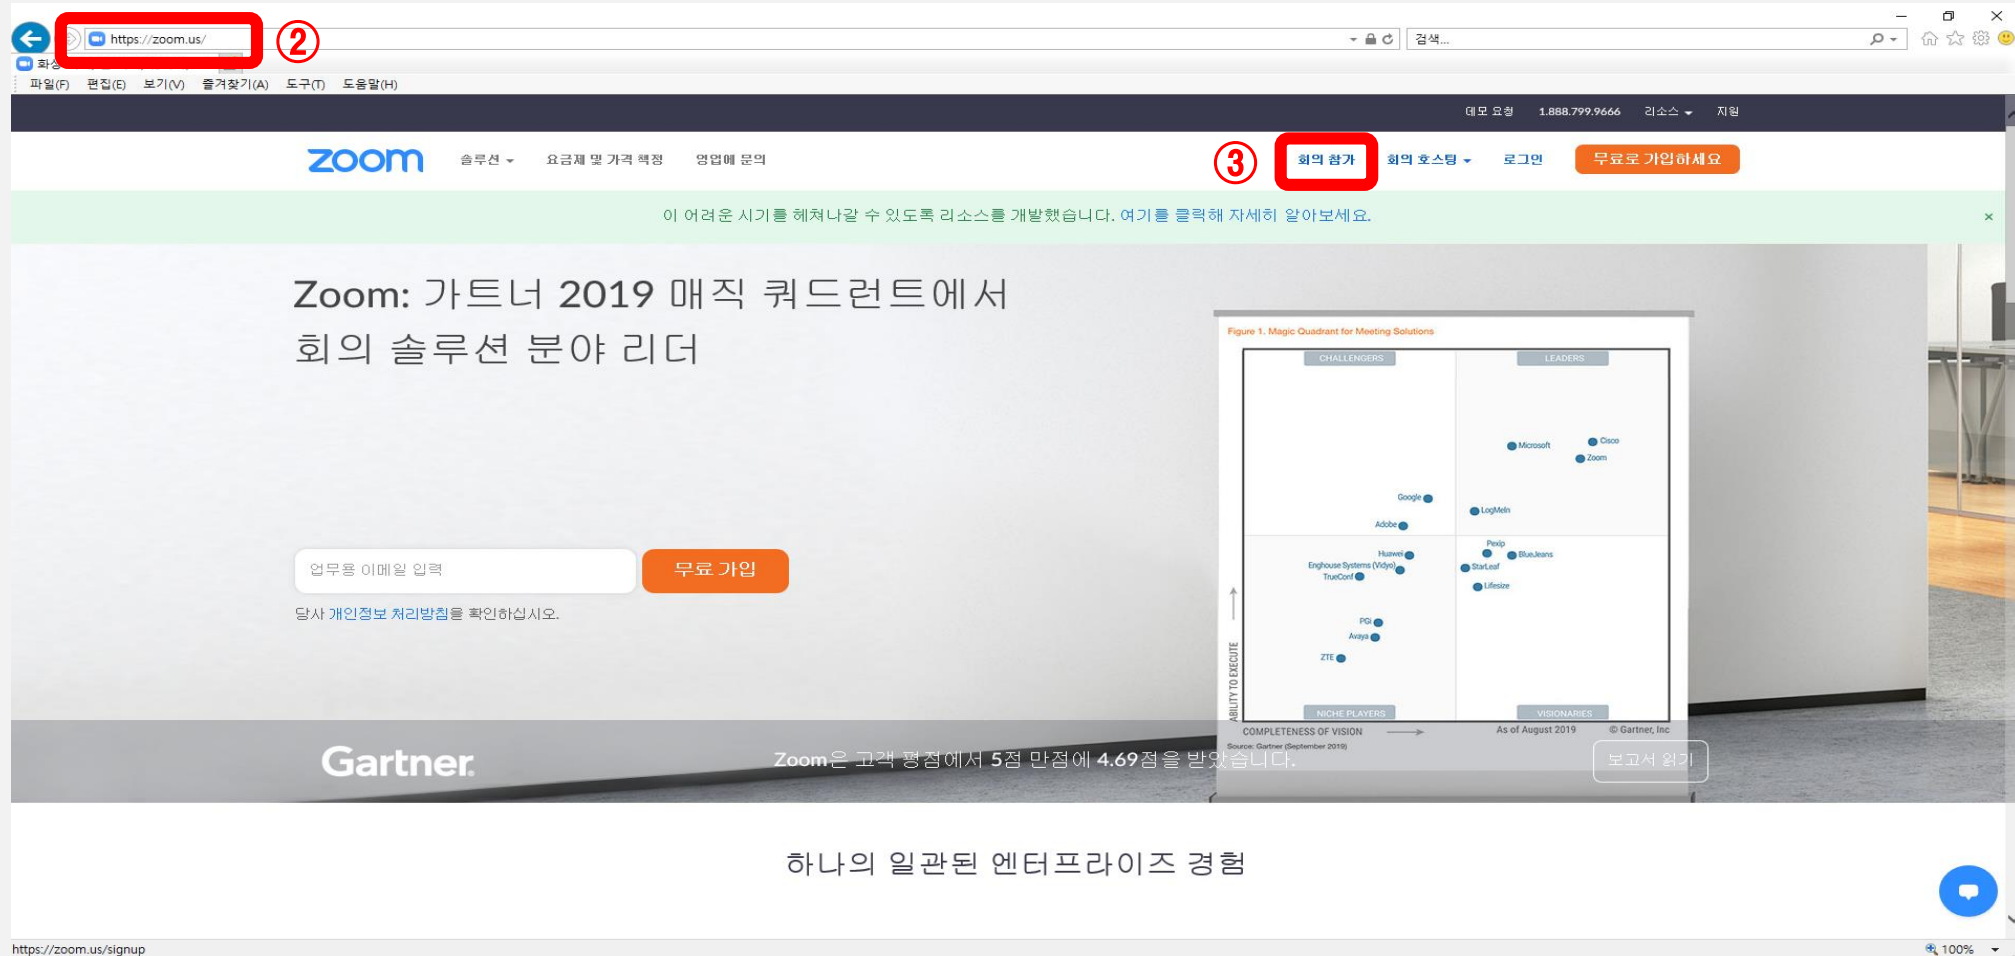 https://zoom.us/
②
검색...
화상
파일(F) 편집(E) 보기(V) 즐겨찾기(A) 도구(T) 도움말(H)
데모 요청 1.888.799.9666 리소스 지원
zoom 솔루션 요금제 및 가격 책정 영업에 문의 ③ 회의 참가 회의 호스팅 로그인 무료로 가입하세요
이 어려운 시기를 헤쳐나갈 수 있도록 리소스를 개발했습니다. 여기를 클릭해 자세히 알아보세요. ×
Zoom: 가트너 2019 매직 쿼드런트에서
회의 솔루션 분야 리더
업무용 이메일 입력 무료 가입
당사 개인정보 처리방침을 확인하십시오.
Figure 1. Magic Quadrant for Meeting Solutions
CHALLENGERS LEADERS
Microsoft Cisco
Zoom
Google
LogMeIn
Adobe
Pexip
Huawei BlueJeans
Enghouse Systems (Vidyo) StarLeaf
TrueConf
Lifesize
PGi
Avaya
ZTE
ABILITY TO EXECUTE
NICHE PLAYERS VISIONARIES
COMPLETENESS OF VISION As of August 2019 © Gartner, Inc
Source: Gartner (September 2019)
Gartner. Zoom은 고객 평점에서 5점 만점에 4.69점을 받았습니다. 보고서 읽기
하나의 일관된 엔터프라이즈 경험
https://zoom.us/signup 100%